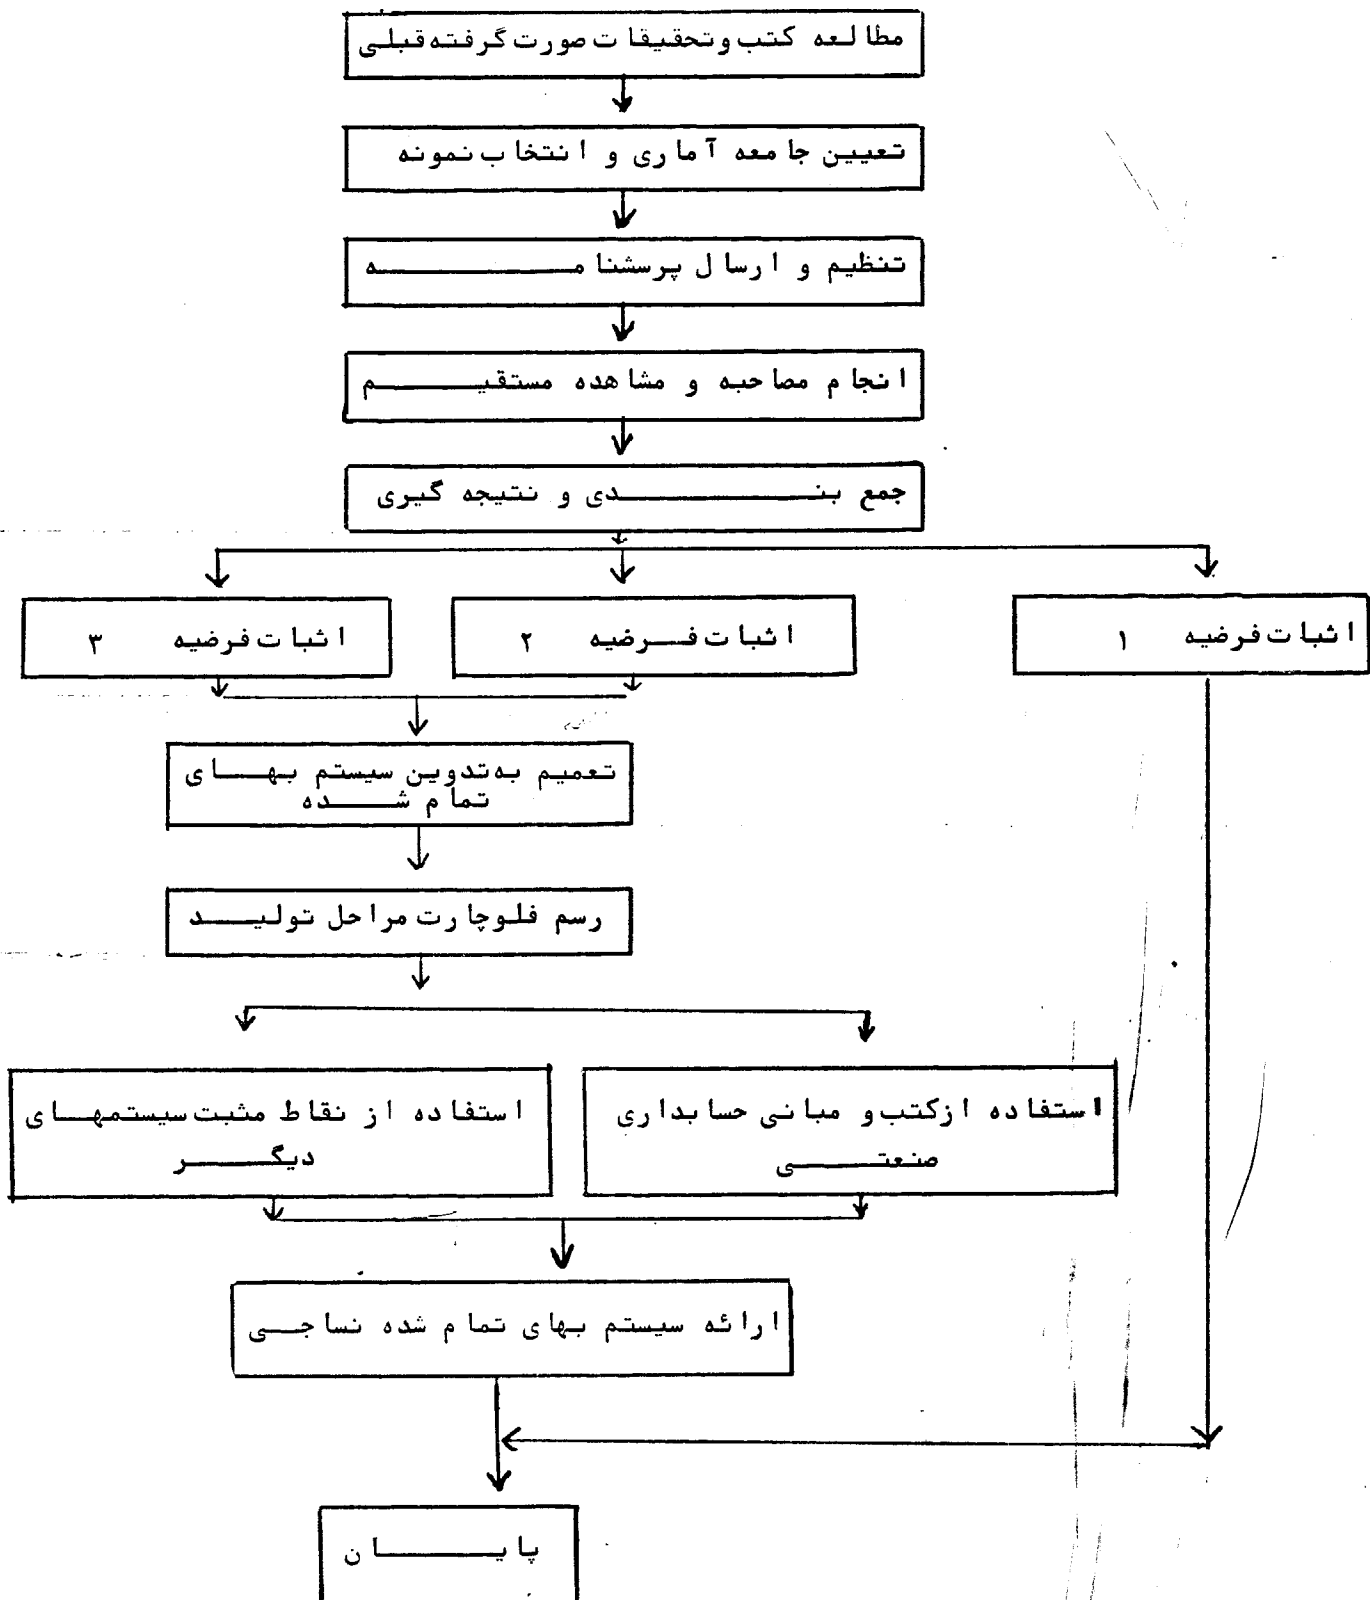 مطالعه کتب و تحقیقات صورت گرفته قبلی
تعیین جامعه آماری و انتخاب نمونه
تنظیم و ارسال پرسشنامه
انجام مصاحبه و مشاهده مستقیم
جمع بندی و نتیجه گیری
اثبات فرضیه ۱
اثبات فرضیه ۲
اثبات فرضیه ۳
تعمیم به تدوین سیستم بهای
تمام شده
رسم فلوچارت مراحل تولید
استفاده از کتب و مبانی حسابداری
صنعتی
استفاده از نقاط مثبت سیستمهای
دیگر
ارائه سیستم بهای تمام شده نساجی
پایان